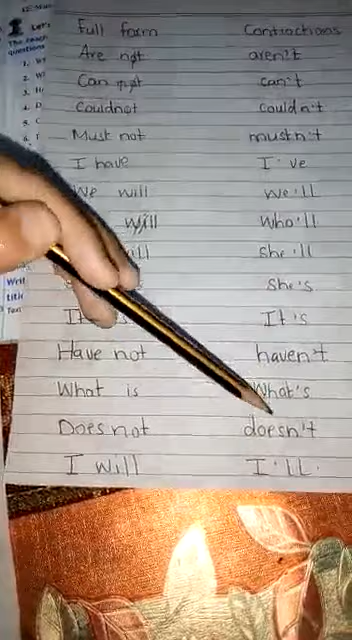 Full form Contractions
Are not aren't
Can not can't
Couldnot couldn't
Must not mustn't
I have I've
We will we'll
will Who'll
ill she'll
She's
It's
Have not haven't
What is What's
Does not doesn't
I will I'll.